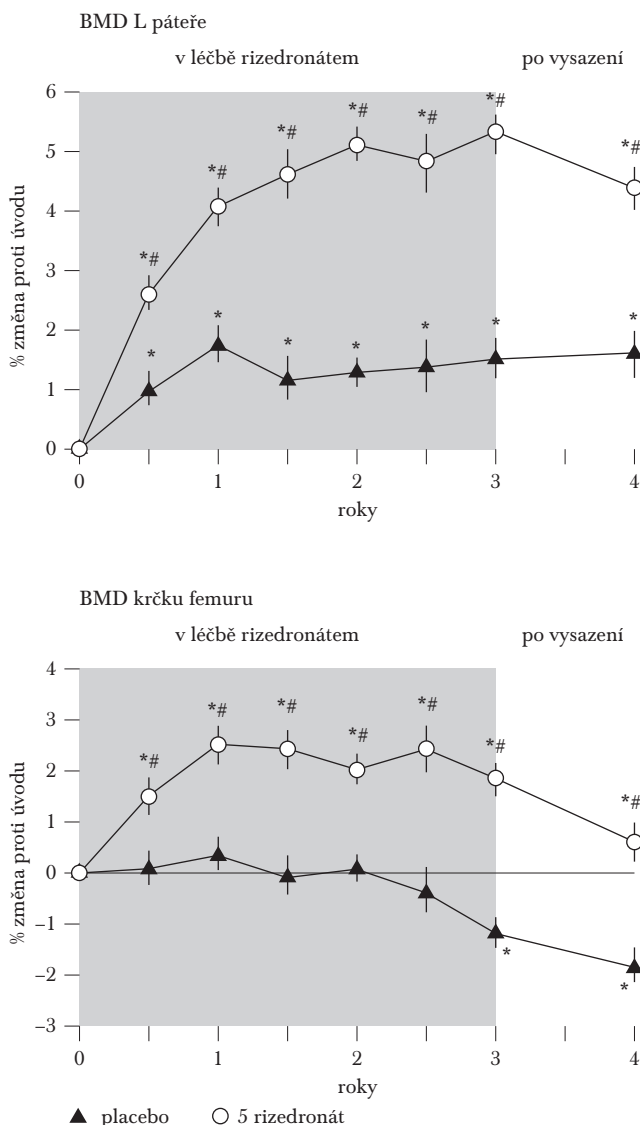 BMD L páteře
v léčbě rizedronátem po vysazení
% změna proti úvodu
6
5
4
3
2
1
0
*# *# *# *# *# *# *#
* * * * * * *
0 1 2 3 4
roky
BMD krčku femuru
v léčbě rizedronátem po vysazení
% změna proti úvodu
4
3
2
1
0
–1
–2
–3
*# *# *# *# *# *# *#
* *
0 1 2 3 4
roky
placebo 5 rizedronát